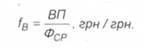 f_В = ВП / Ф_СР , грн / грн.